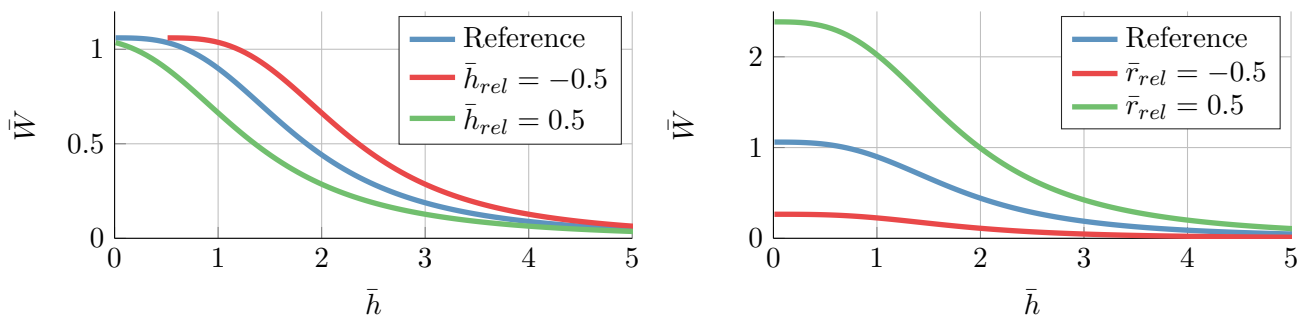 1
0.5
0
W̄
0 1 2 3 4 5
h̄
Reference
h̄_rel = −0.5
h̄_rel = 0.5
2
1
0
W̄
0 1 2 3 4 5
h̄
Reference
r̄_rel = −0.5
r̄_rel = 0.5